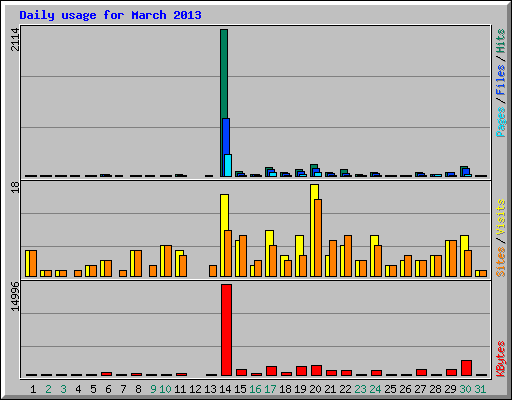 Daily usage for March 2013
2114
Pages/Files/Hits
18
Sites/Visits
14996
KBytes
1 2 3 4 5 6 7 8 9 10 11 12 13 14 15 16 17 18 19 20 21 22 23 24 25 26 27 28 29 30 31